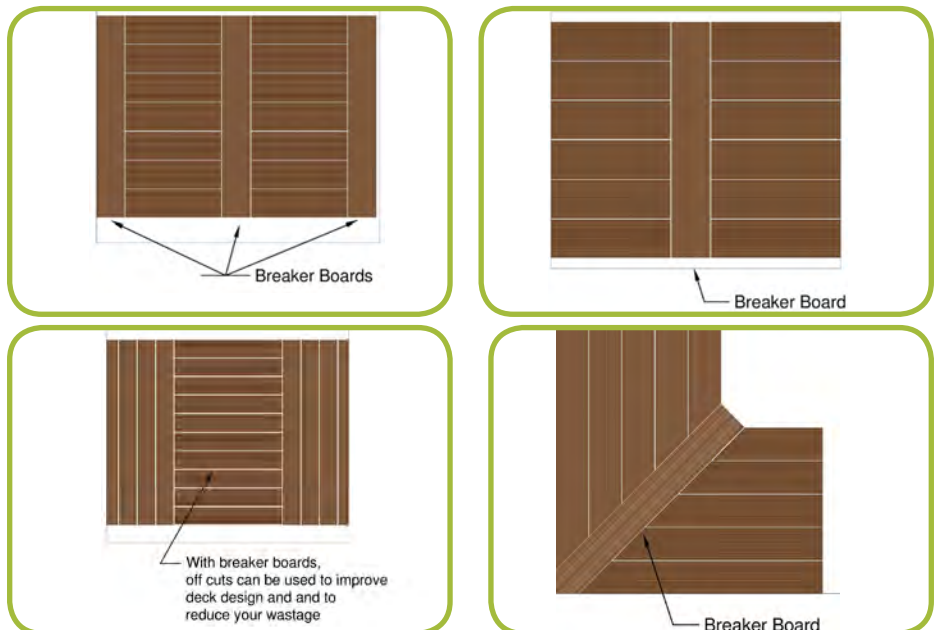 Breaker Boards
Breaker Board
With breaker boards,
off cuts can be used to improve
deck design and and to
reduce your wastage
Breaker Board